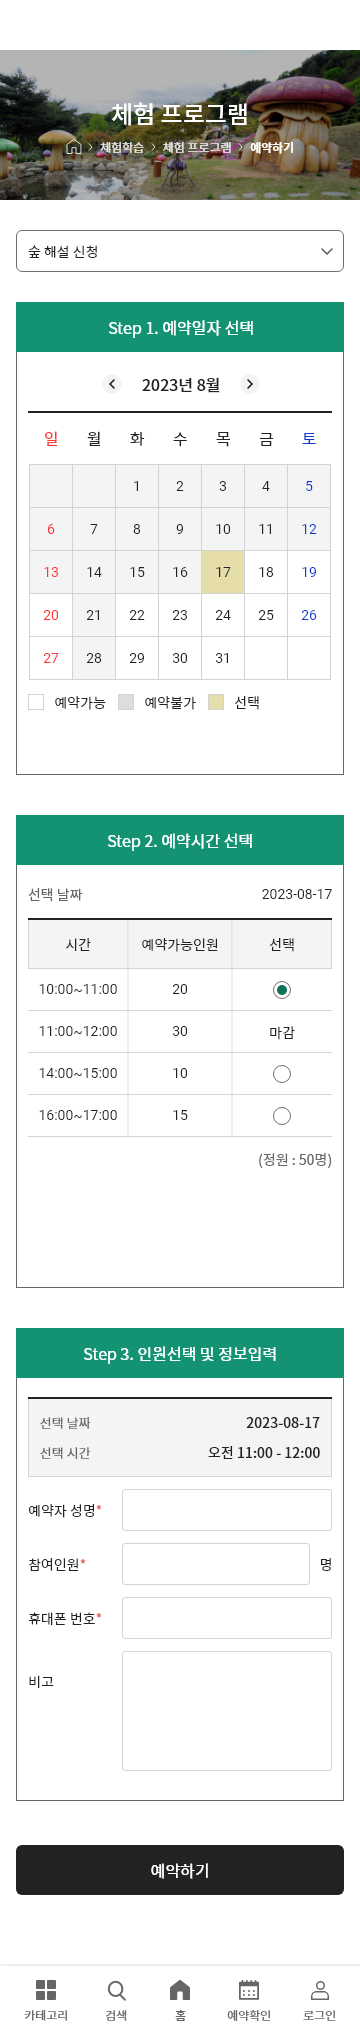 체험 프로그램
체험학습 > 체험 프로그램 > 예약하기
숲 해설 신청
Step 1. 예약일자 선택
2023년 8월
일 월 화 수 목 금 토
1 2 3 4 5
6 7 8 9 10 11 12
13 14 15 16 17 18 19
20 21 22 23 24 25 26
27 28 29 30 31
예약가능 예약불가 선택
Step 2. 예약시간 선택
선택 날짜 2023-08-17
시간 예약가능인원 선택
10:00~11:00 20
11:00~12:00 30 마감
14:00~15:00 10
16:00~17:00 15
(정원 : 50명)
Step 3. 인원선택 및 정보입력
선택 날짜 2023-08-17
선택 시간 오전 11:00 - 12:00
예약자 성명*
참여인원* 명
휴대폰 번호*
비고
예약하기
카테고리 검색 홈 예약확인 로그인